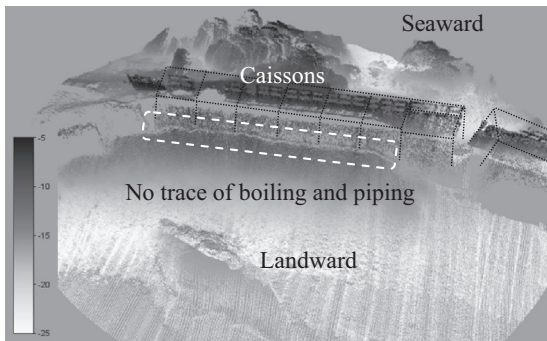 Seaward
Caissons
No trace of boiling and piping
Landward
-5
-10
-15
-20
-25